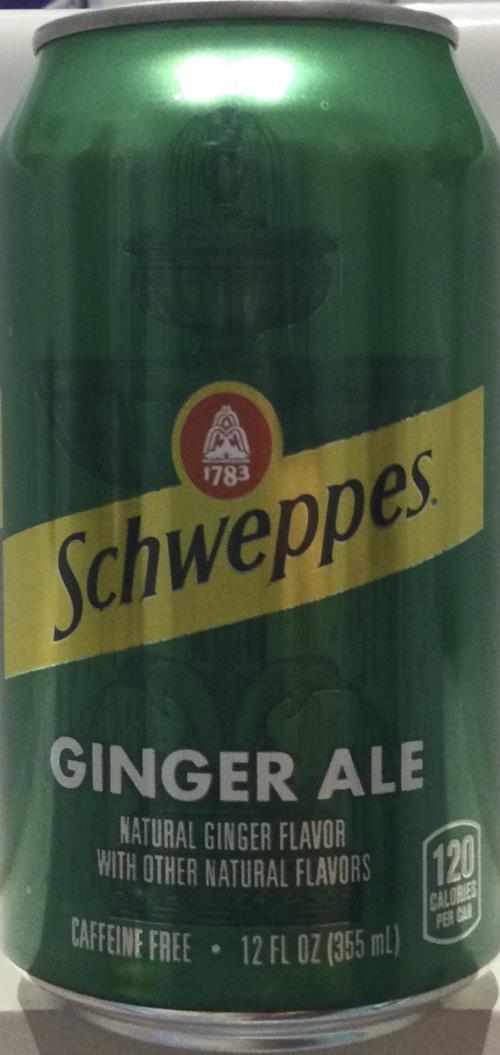 1783
Schweppes.
GINGER ALE
NATURAL GINGER FLAVOR
WITH OTHER NATURAL FLAVORS
120
CALORIES
PER CAN
CAFFEINE FREE • 12 FL OZ (355 mL)